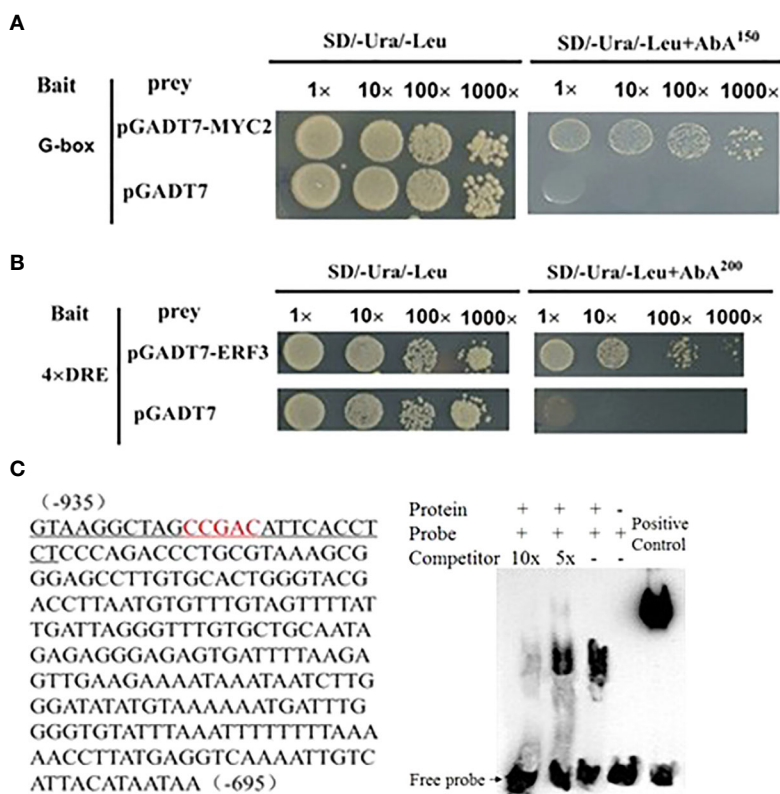 A
SD/-Ura/-Leu
SD/-Ura/-Leu+AbA150
Bait
prey
1×
10×
100×
1000×
1×
10×
100×
1000×
G-box
pGADT7-MYC2
pGADT7
B
SD/-Ura/-Leu
SD/-Ura/-Leu+AbA200
Bait
prey
1×
10×
100×
1000×
1×
10×
100×
1000×
4×DRE
pGADT7-ERF3
pGADT7
C
(-935)
GTAAGGCTAGCCGACATTCACCT
CTCCCAGACCCTGCGTAAAGCG
GGAGCCTTGTGCACTGGGTACG
ACCTTAATGTGTTTGTAGTTTTAT
TGATTAGGGTTTGTGCTGCAATA
GAGAGGGAGAGTGATTTTAAGA
GTTGAAGAAAATAAATAATCTTG
GGATATATGTAAAAAATGATTTG
GGGTGTATTTAAATTTTTTTTTAAA
AACCTTATGAGGTCAAAATTGTC
ATTACATAATAA (-695)
Protein + + + -
Probe + + + +
Competitor 10x 5x - -
Positive
Control
Free probe